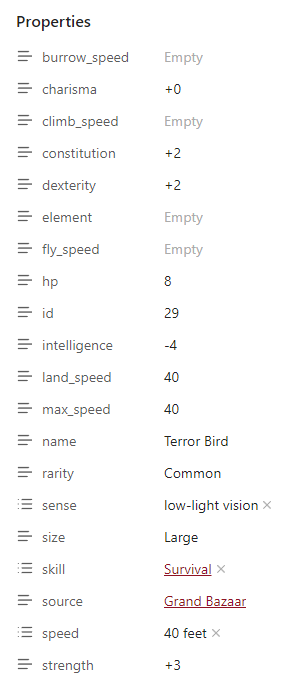 Properties
burrow_speed Empty
charisma +0
climb_speed Empty
constitution +2
dexterity +2
element Empty
fly_speed Empty
hp 8
id 29
intelligence -4
land_speed 40
max_speed 40
name Terror Bird
rarity Common
sense low-light vision ×
size Large
skill Survival ×
source Grand Bazaar
speed 40 feet ×
strength +3